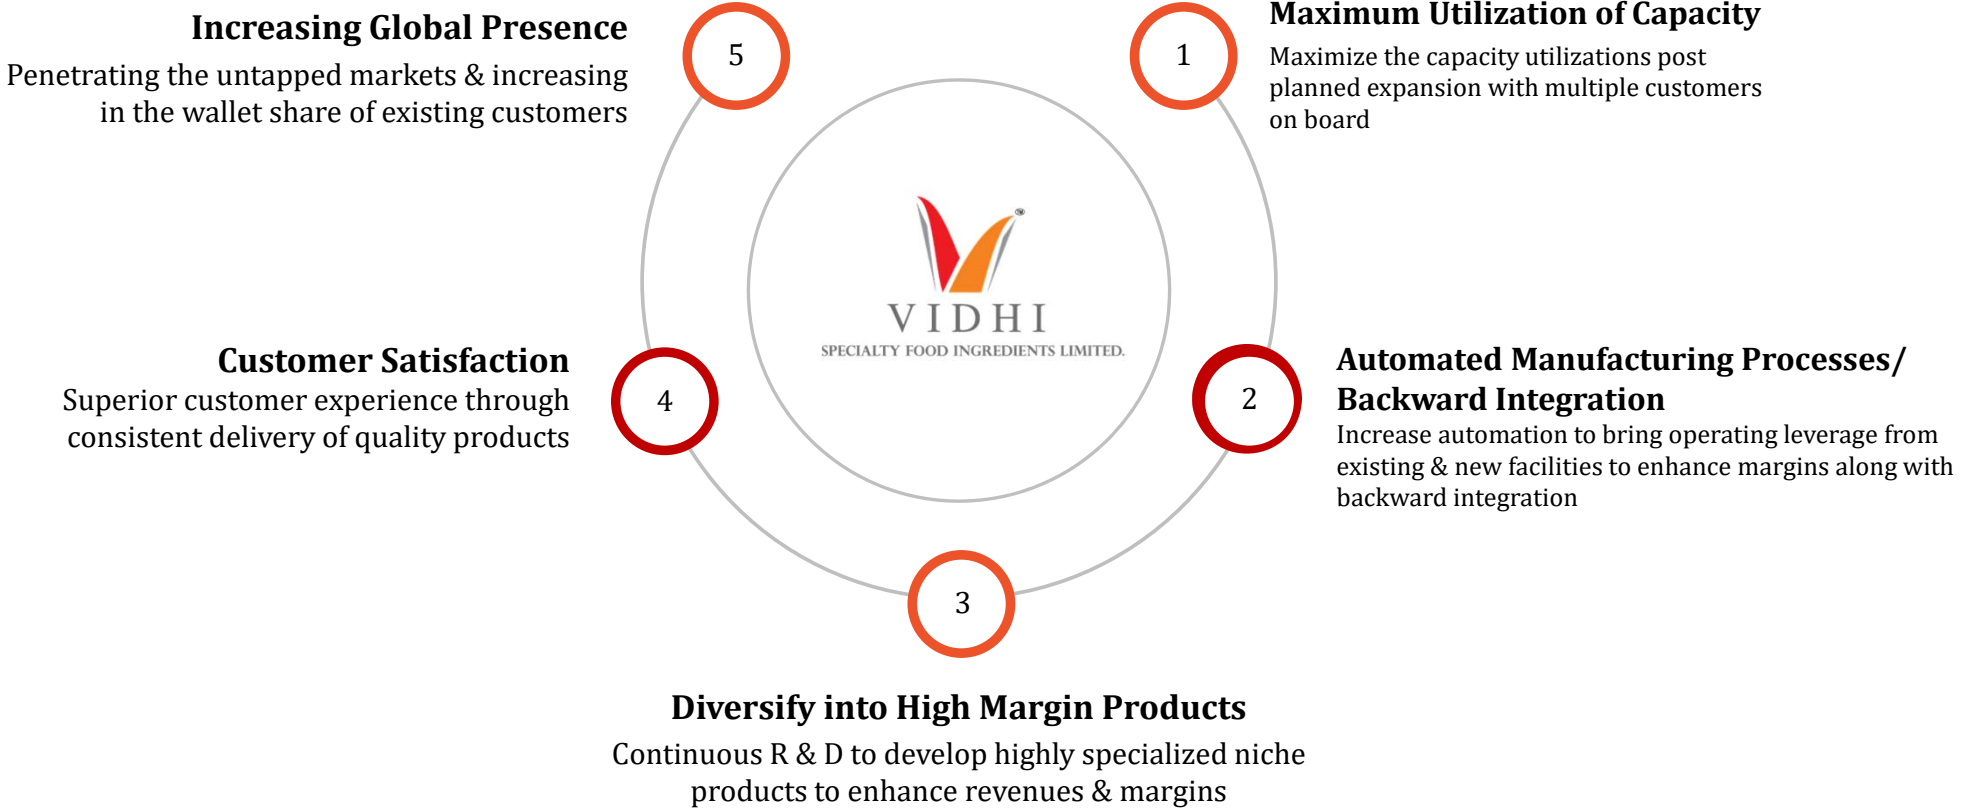 Maximum Utilization of Capacity
1
Maximize the capacity utilizations post
planned expansion with multiple customers
on board
Automated Manufacturing Processes/
Backward Integration
2
Increase automation to bring operating leverage from
existing & new facilities to enhance margins along with
backward integration
3
Diversify into High Margin Products
Continuous R & D to develop highly specialized niche
products to enhance revenues & margins
Customer Satisfaction
4
Superior customer experience through
consistent delivery of quality products
Increasing Global Presence
5
Penetrating the untapped markets & increasing
in the wallet share of existing customers
VIDHI
SPECIALTY FOOD INGREDIENTS LIMITED.